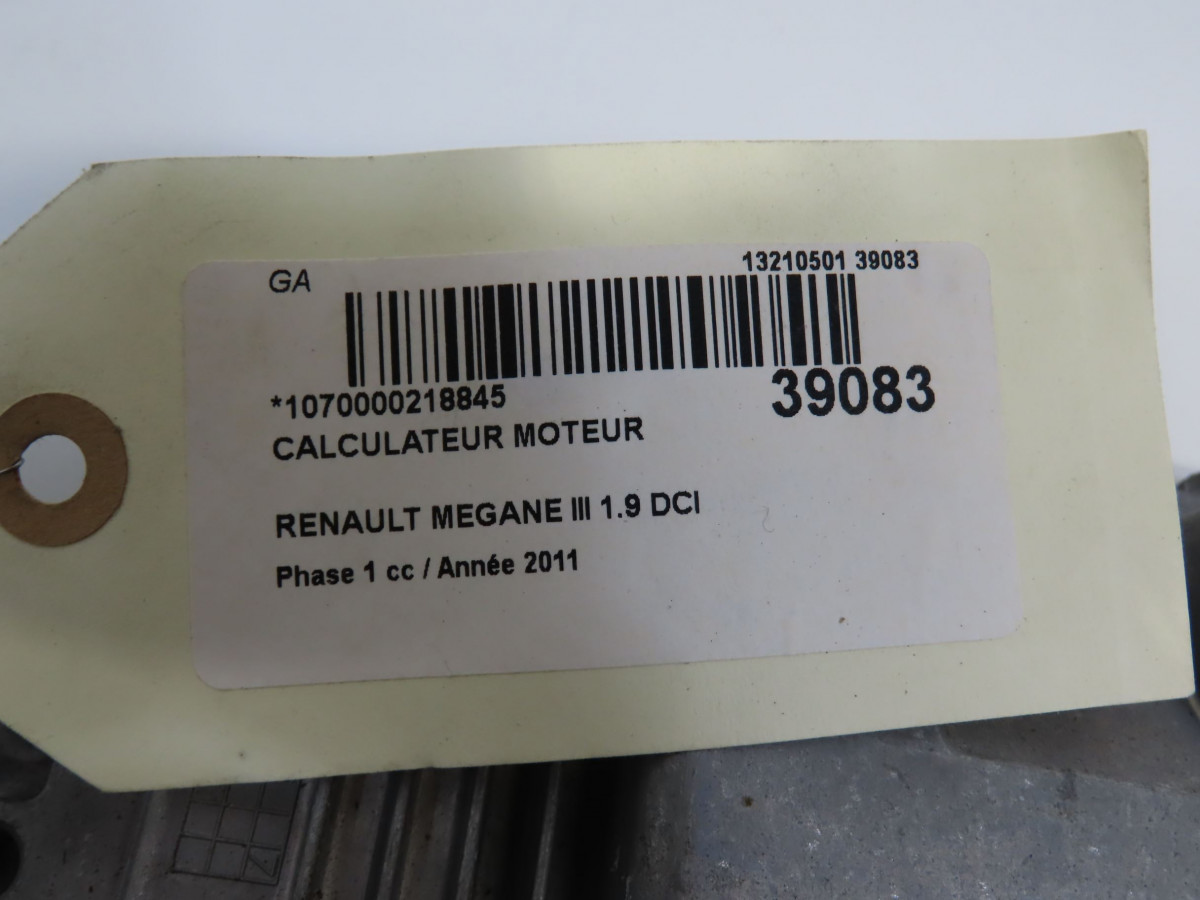 GA
13210501 39083
*1070000218845
39083
CALCULATEUR MOTEUR
RENAULT MEGANE III 1.9 DCI
Phase 1 cc / Année 2011